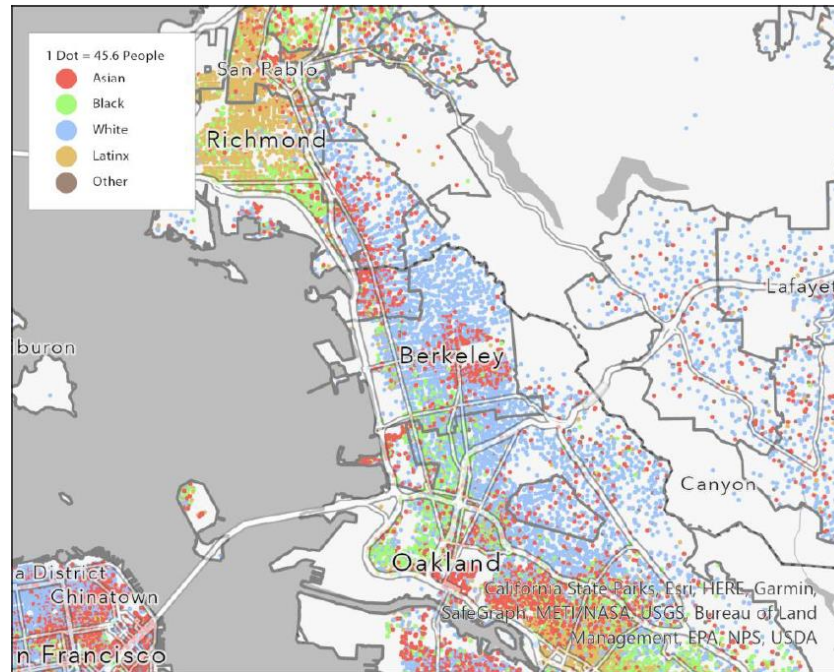 1 Dot = 45.6 People
Asian
Black
White
Latinx
Other
San Pablo
Richmond
Lafayet
Berkeley
buron
Canyon
Oakland
a District
Chinatown
n Francisco
California State Parks, Esri, HERE, Garmin,
SafeGraph, METI/NASA, USGS, Bureau of Land
Management, EPA, NPS, USDA